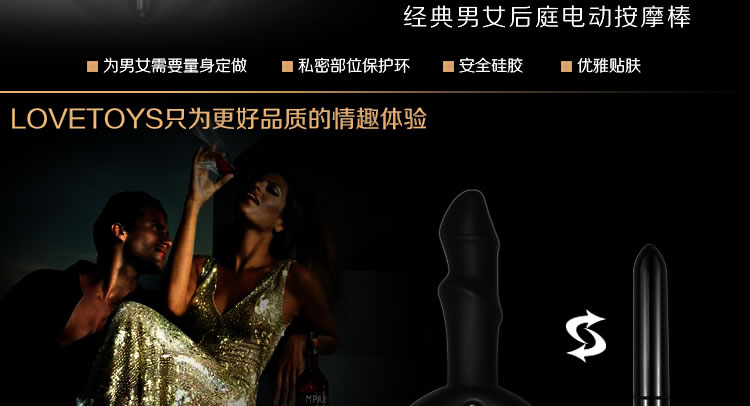 经典男女后庭电动按摩棒
为男女需要量身定做 私密部位保护环 安全硅胶 优雅贴肤
LOVETOYS只为更好品质的情趣体验